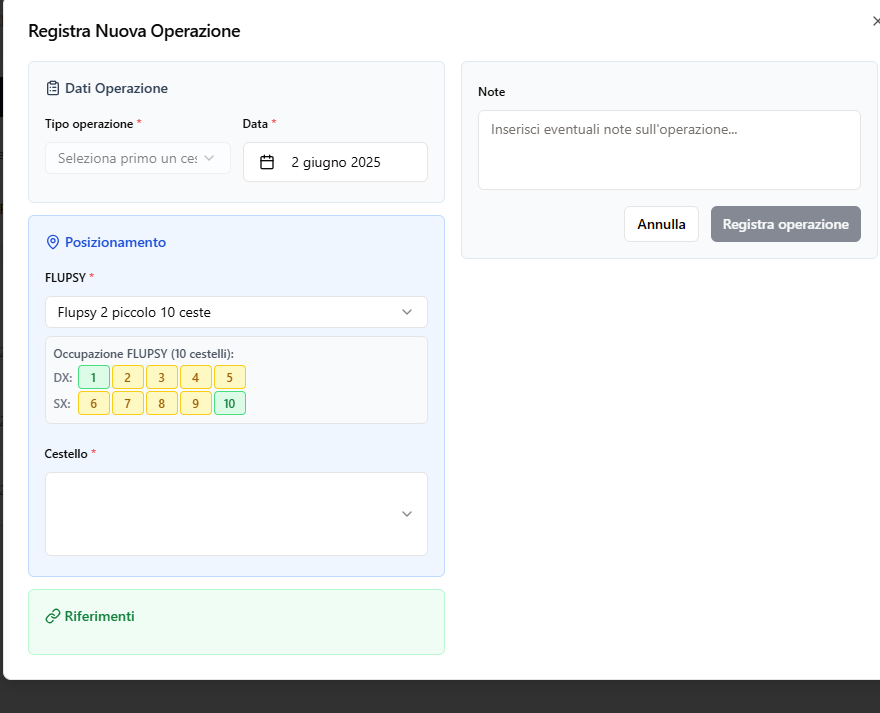 Registra Nuova Operazione
Dati Operazione
Tipo operazione *
Data *
Seleziona primo un ces
2 giugno 2025
Posizionamento
FLUPSY *
Flupsy 2 piccolo 10 ceste
Occupazione FLUPSY (10 cestelli):
DX: 1 2 3 4 5
SX: 6 7 8 9 10
Cestello *
Riferimenti
Note
Inserisci eventuali note sull'operazione...
Annulla
Registra operazione